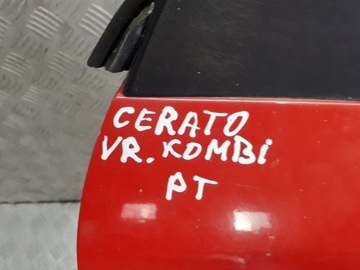 CERATO
VR. KOMBi
PT